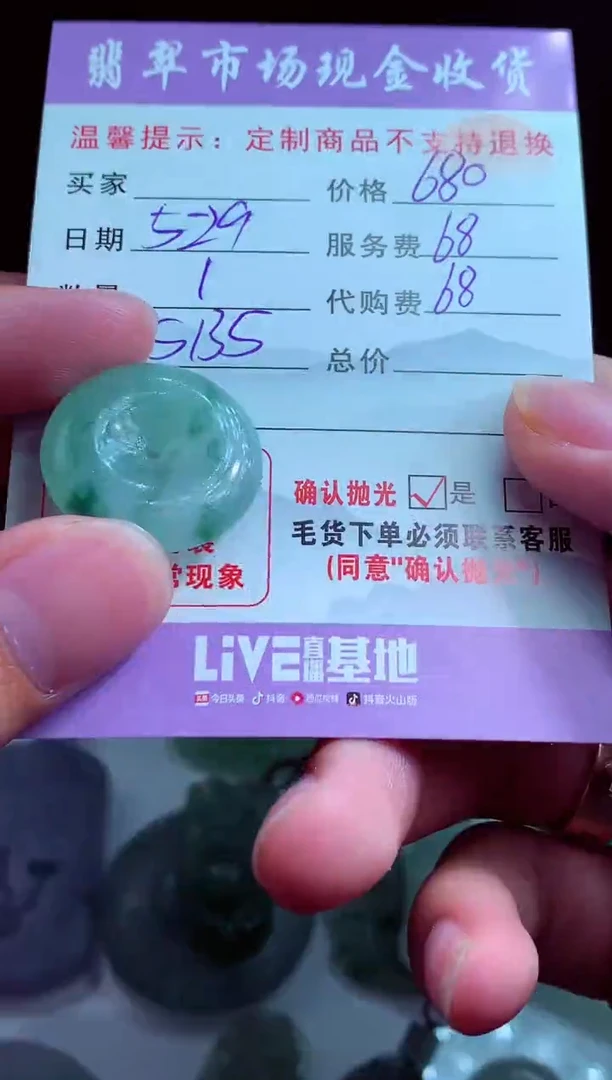 翡翠市场现金收货
温馨提示：定制商品不支持退换
买家
价格 680
日期 529
服务费 68
数量 1
代购费 68
5135
总价
确认抛光 ☑是
毛货下单必须联系客服
常现象
(同意"确认抛光")
LiVE直播基地
今日头条 抖音 西瓜视频 抖音火山版